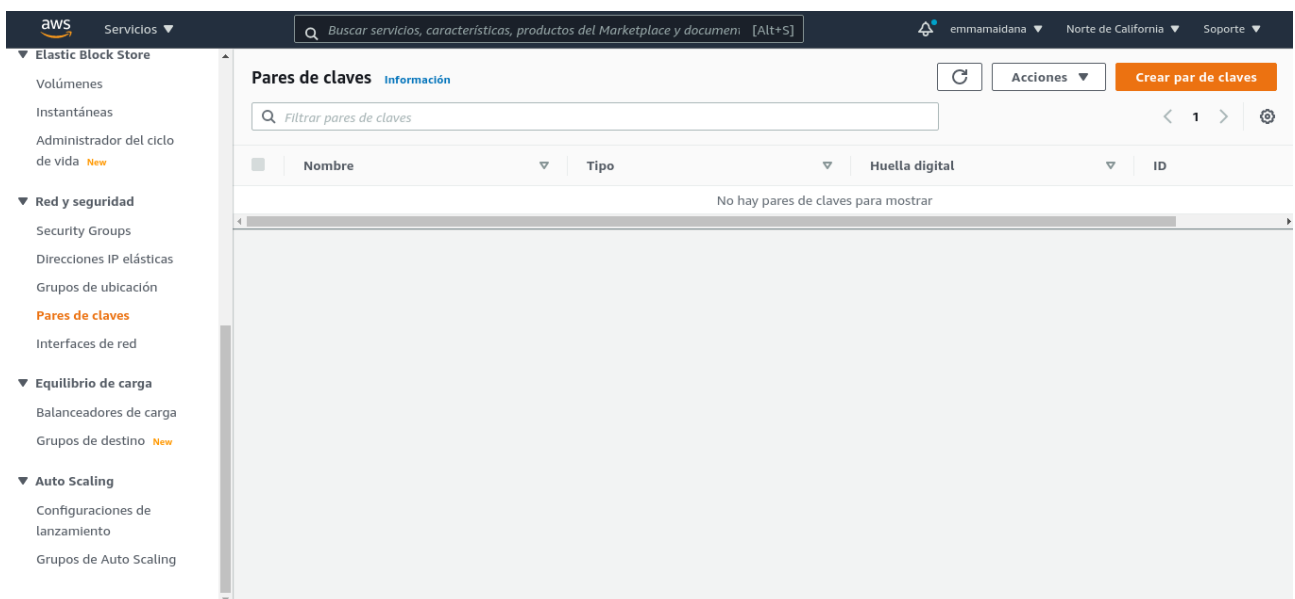 aws Servicios ▼ Buscar servicios, características, productos del Marketplace y document [Alt+S] emmamaidana ▼ Norte de California ▼ Soporte ▼
▼ Elastic Block Store
Volúmenes
Instantáneas
Administrador del ciclo
de vida New
▼ Red y seguridad
Security Groups
Direcciones IP elásticas
Grupos de ubicación
Pares de claves
Interfaces de red
▼ Equilibrio de carga
Balanceadores de carga
Grupos de destino New
▼ Auto Scaling
Configuraciones de
lanzamiento
Grupos de Auto Scaling
Pares de claves Información Acciones ▼ Crear par de claves
Filtrar pares de claves 1
Nombre Tipo Huella digital ID
No hay pares de claves para mostrar